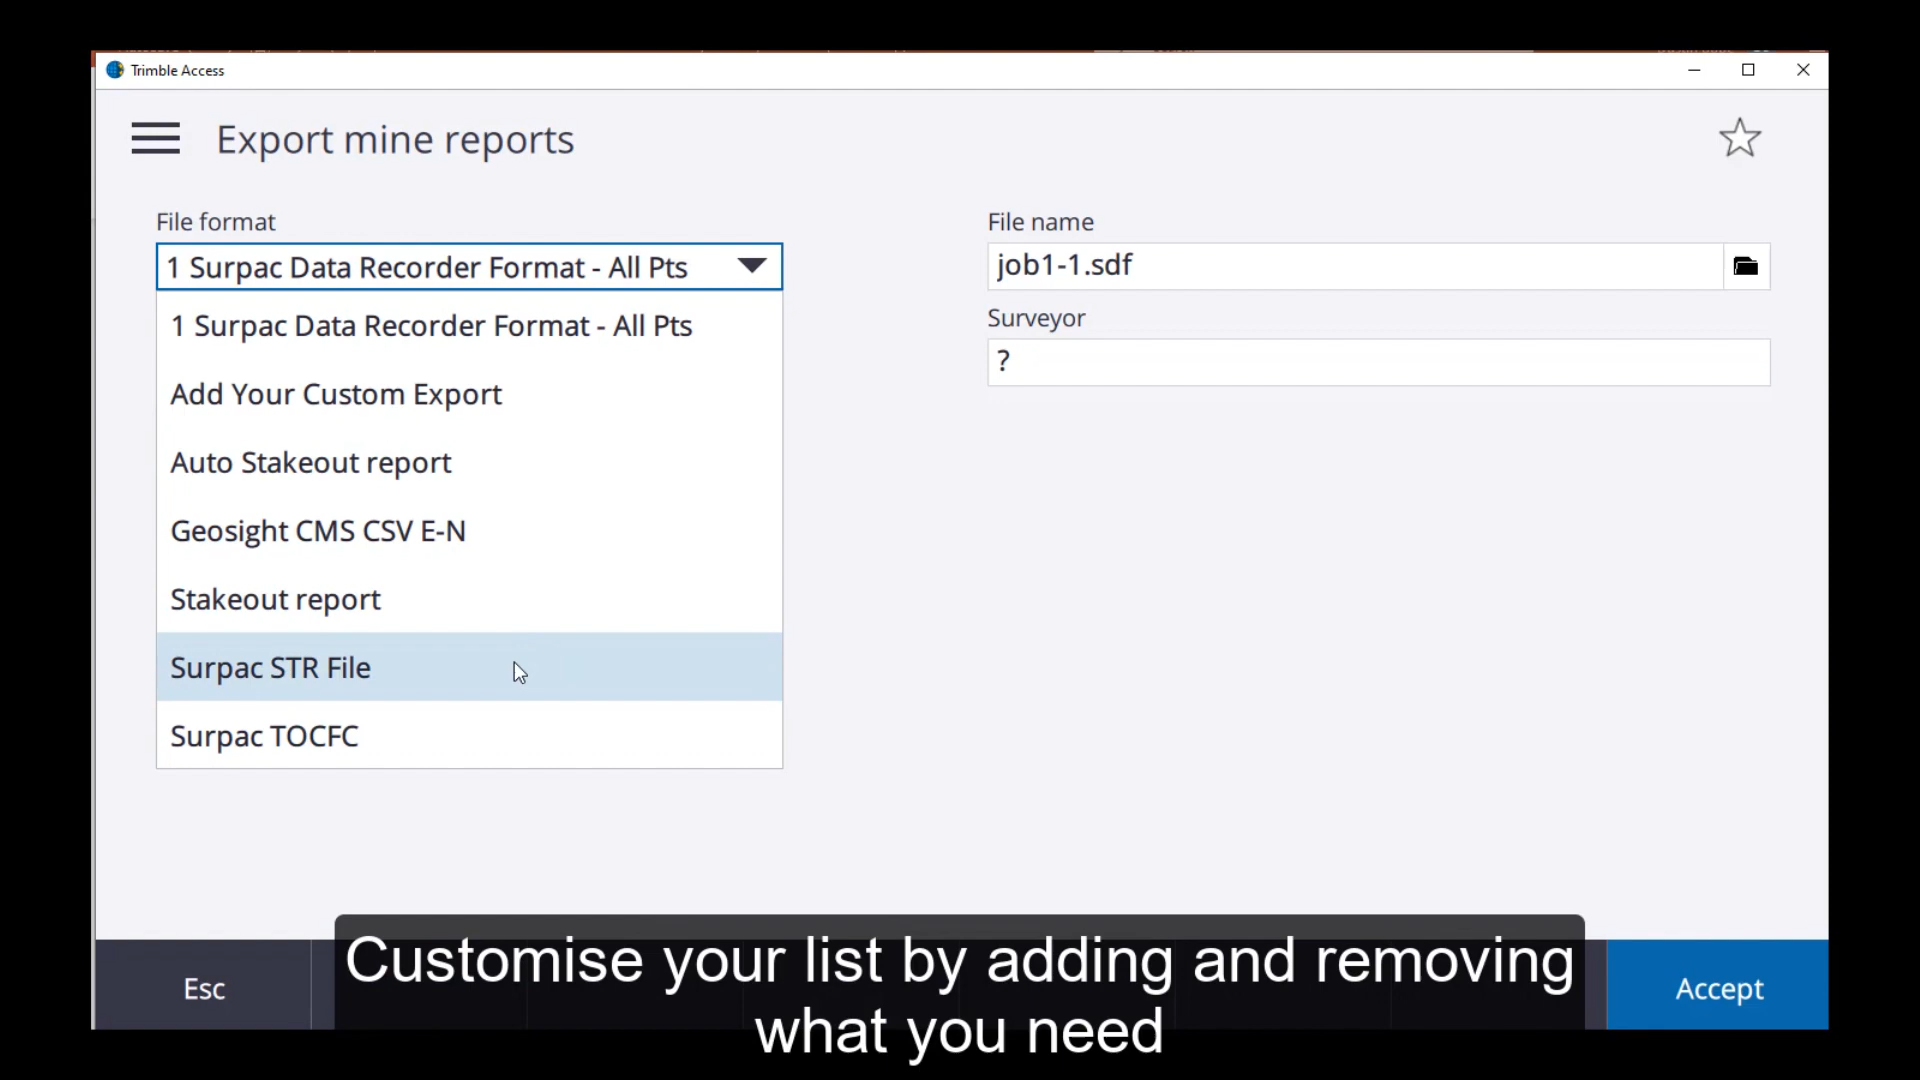 Trimble Access
Export mine reports
File format
1 Surpac Data Recorder Format - All Pts
1 Surpac Data Recorder Format - All Pts
Add Your Custom Export
Auto Stakeout report
Geosight CMS CSV E-N
Stakeout report
Surpac STR File
Surpac TOCFC
File name
job1-1.sdf
Surveyor
?
Esc
Accept
Customise your list by adding and removing
what you need